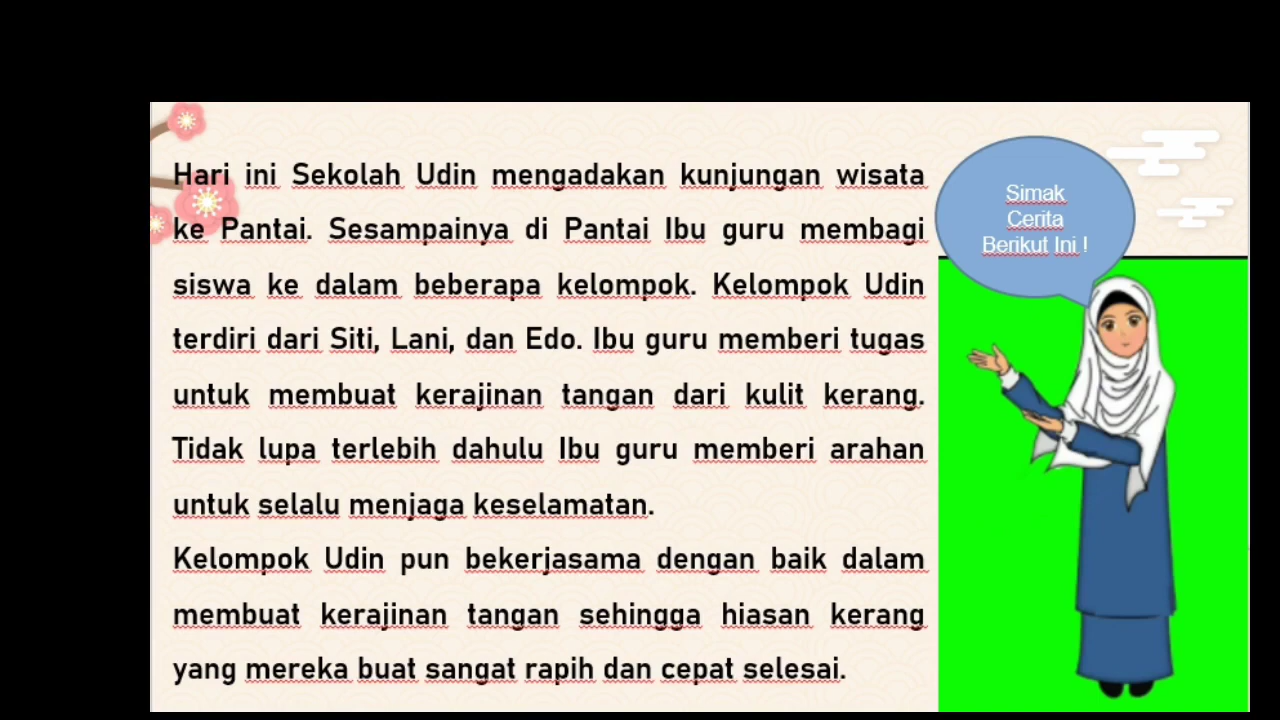 Hari ini Sekolah Udin mengadakan kunjungan wisata
ke Pantai. Sesampainya di Pantai Ibu guru membagi
siswa ke dalam beberapa kelompok. Kelompok Udin
terdiri dari Siti, Lani, dan Edo. Ibu guru memberi tugas
untuk membuat kerajinan tangan dari kulit kerang.
Tidak lupa terlebih dahulu Ibu guru memberi arahan
untuk selalu menjaga keselamatan.
Kelompok Udin pun bekerjasama dengan baik dalam
membuat kerajinan tangan sehingga hiasan kerang
yang mereka buat sangat rapih dan cepat selesai.
Simak
Cerita
Berikut Ini !